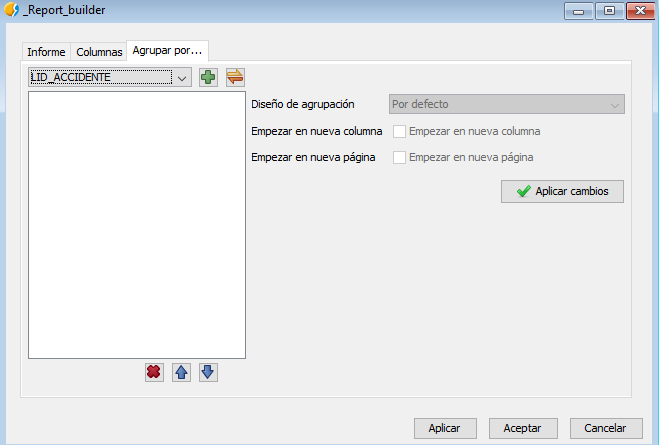 _Report_builder
Informe Columnas Agrupar por...
LID_ACCIDENTE
Diseño de agrupación Por defecto
Empezar en nueva columna Empezar en nueva columna
Empezar en nueva página Empezar en nueva página
Aplicar cambios
Aplicar Aceptar Cancelar